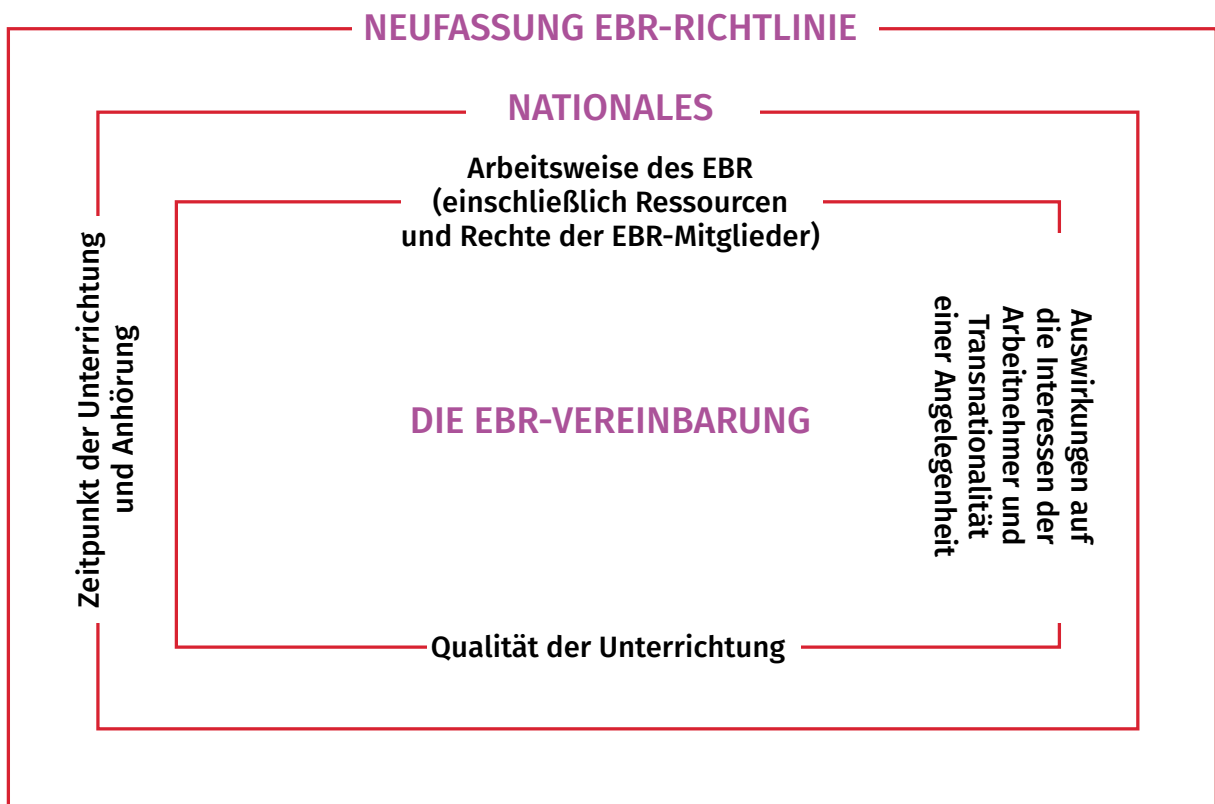 NEUFASSUNG EBR-RICHTLINIE
NATIONALES
Arbeitsweise des EBR
(einschließlich Ressourcen
und Rechte der EBR-Mitglieder)
Zeitpunkt der Unterrichtung
und Anhörung
DIE EBR-VEREINBARUNG
Auswirkungen auf
die Interessen der
Arbeitnehmer und
Transnationalität
einer Angelegenheit
Qualität der Unterrichtung